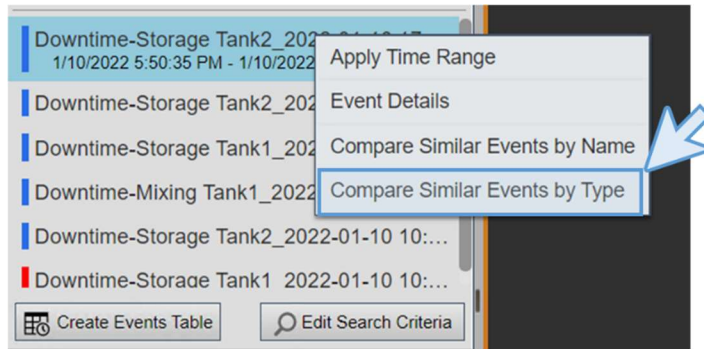 Downtime-Storage Tank2_202
1/10/2022 5:50:35 PM - 1/10/2022
Apply Time Range
Downtime-Storage Tank2_202
Event Details
Downtime-Storage Tank1_202
Compare Similar Events by Name
Downtime-Mixing Tank1_2022
Compare Similar Events by Type
Downtime-Storage Tank2_2022-01-10 10:...
Downtime-Storage Tank1_2022-01-10 10:...
Create Events Table
Edit Search Criteria